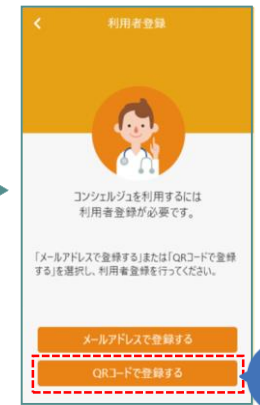 利用者登録
コンシェルジュを利用するには
利用者登録が必要です。
「メールアドレスで登録する」または「QRコードで登録
する」を選択し、利用者登録を行ってください。
メールアドレスで登録する
QRコードで登録する